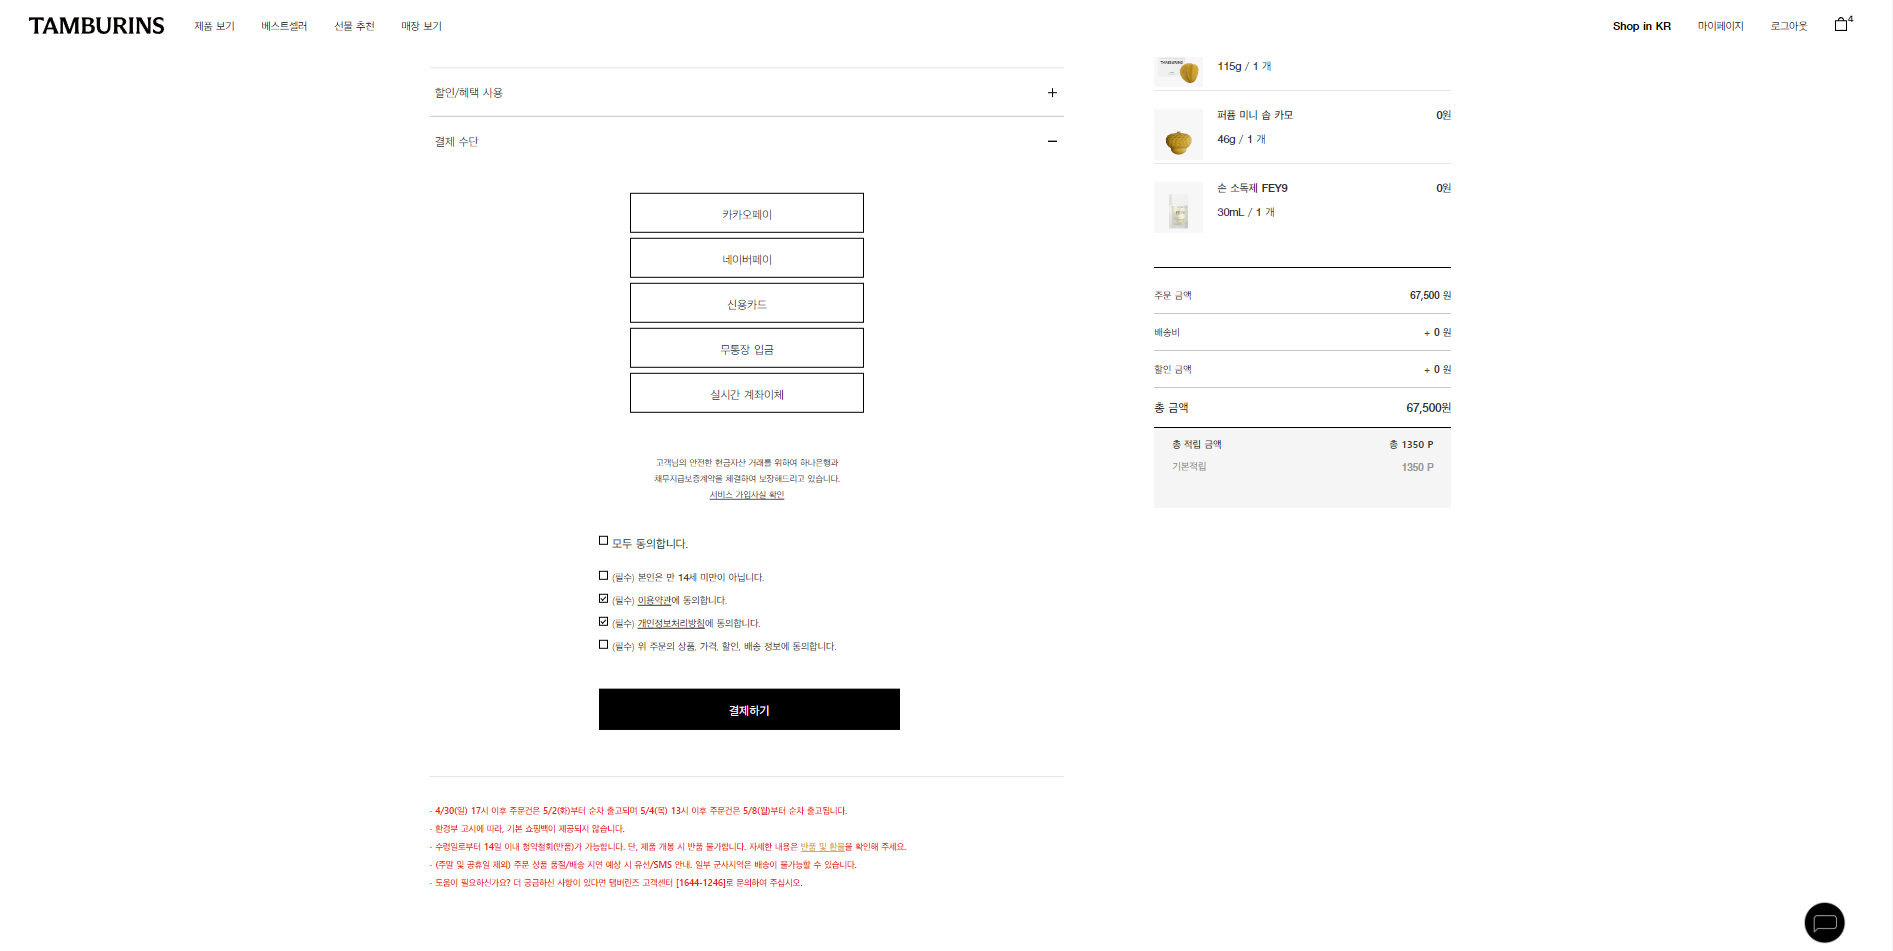 TAMBURINS 제품 보기 베스트셀러 선물 추천 매장 보기 Shop in KR 마이페이지 로그아웃 4
할인/혜택 사용
결제 수단
카카오페이
네이버페이
신용카드
무통장 입금
실시간 계좌이체
고객님의 안전한 현금자산 거래를 위하여 하나은행과
채무지급보증계약을 체결하여 보장해드리고 있습니다.
서비스 가입사실 확인
모두 동의합니다.
(필수) 본인은 만 14세 미만이 아닙니다.
(필수) 이용약관에 동의합니다.
(필수) 개인정보처리방침에 동의합니다.
(필수) 위 주문의 상품, 가격, 할인, 배송 정보에 동의합니다.
결제하기
- 4/30(일) 17시 이후 주문건은 5/2(화)부터 순차 출고되며 5/4(목) 13시 이후 주문건은 5/8(월)부터 순차 출고됩니다.
- 환경부 고시에 따라, 기본 쇼핑백이 제공되지 않습니다.
- 수령일로부터 14일 이내 청약철회(반품)가 가능합니다. 단, 제품 개봉 시 반품 불가합니다. 자세한 내용은 반품 및 환불을 확인해 주세요.
- (주말 및 공휴일 제외) 주문 상품 품절/배송 지연 예상 시 유선/SMS 안내. 일부 군사지역은 배송이 불가능할 수 있습니다.
- 도움이 필요하신가요? 더 궁금하신 사항이 있다면 탬버린즈 고객센터 [1644-1246]로 문의하여 주십시오.
TAMBURINS
115g / 1 개
퍼퓸 미니 솝 카모 0원
46g / 1 개
손 소독제 FEY9 0원
30mL / 1 개
주문 금액 67,500 원
배송비 + 0 원
할인 금액 + 0 원
총 금액 67,500원
총 적립 금액 총 1350 P
기본적립 1350 P